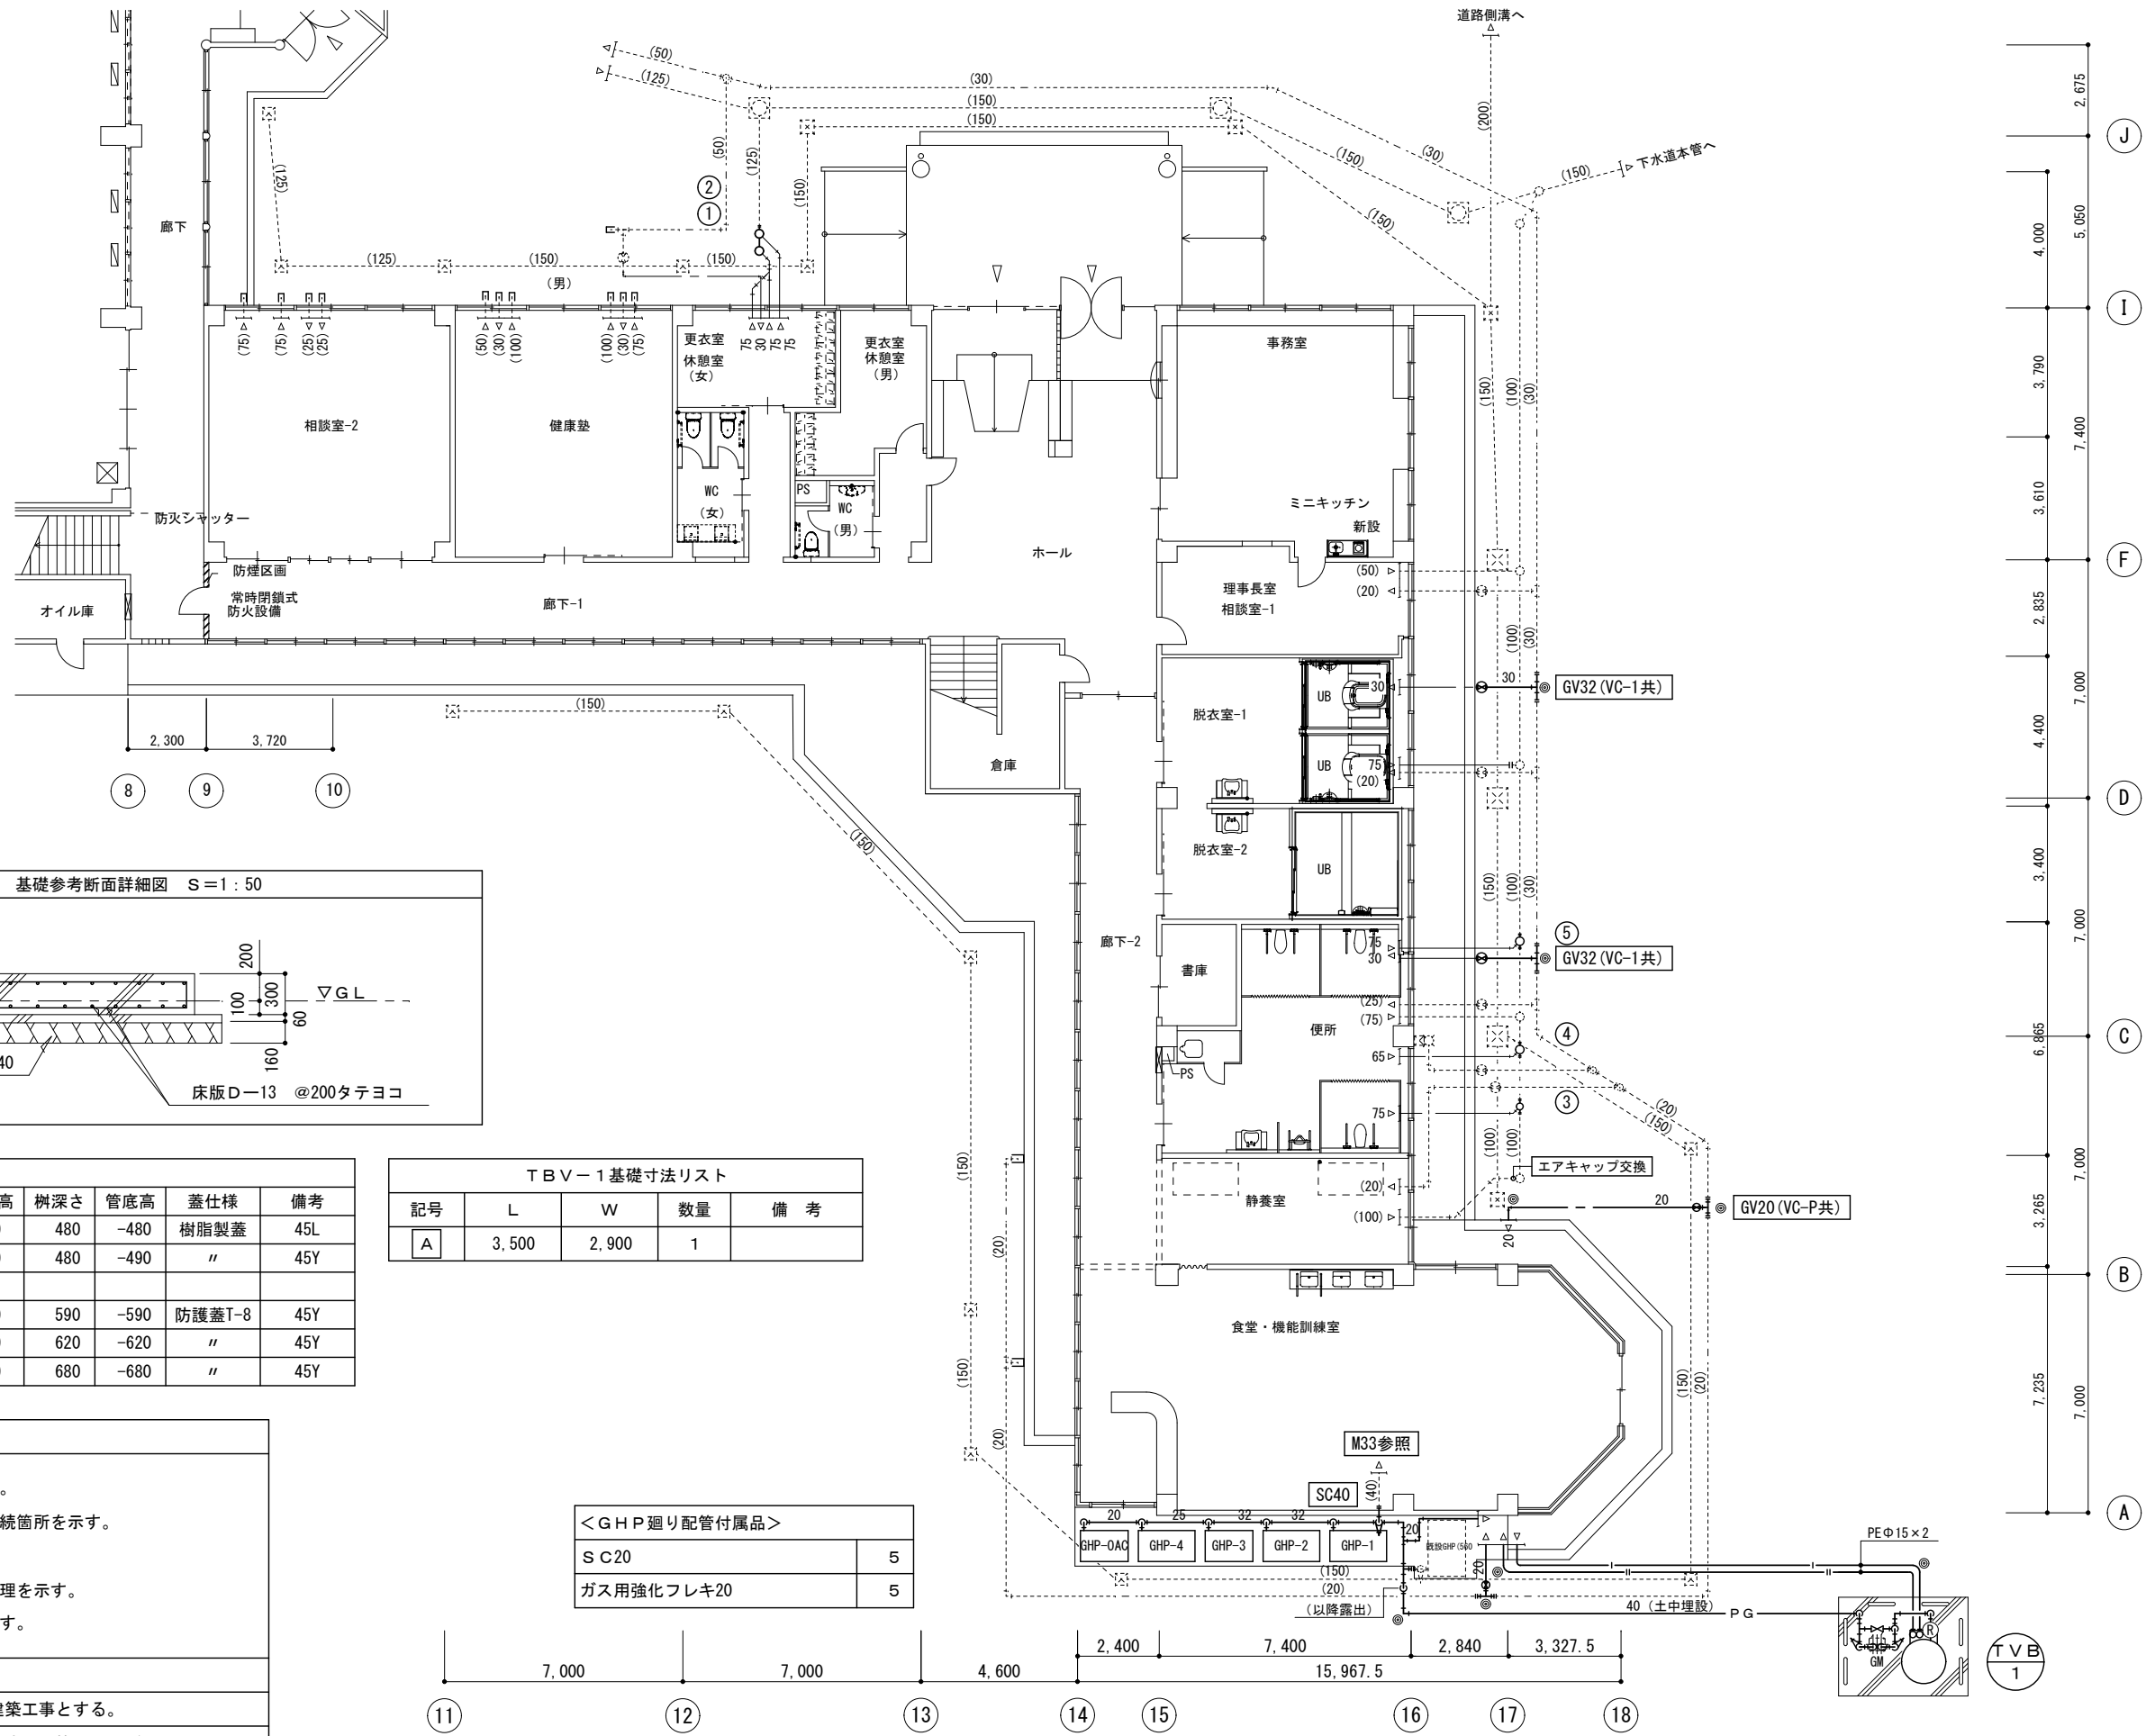 道路側溝へ
(50)
(125)
(30)
(150)
(150)
(200)
2,675
J
(50)
(125)
(150)
(150)
(30)
(150)
下水道本管へ
(125)
②
①
(150)
廊下
4,000
5,050
(125)
(150)
(150)
(男)
I
(75)
(75)
(25)
(25)
(50)
(30)
(100)
(100)
(30)
(75)
更衣室
休憩室
(女)
75
30
75
75
更衣室
休憩室
(男)
事務室
(150)
(100)
(30)
3,790
7,400
相談室-2
健康塾
WC
(女)
PS
WC
(男)
ミニキッチン
新設
3,610
防火シャッター
ホール
F
防煙区画
常時閉鎖式
防火設備
オイル庫
廊下-1
理事長室
相談室-1
(50)
(20)
(100)
(30)
2,835
UB
30
30
GV32(VC-1共)
脱衣室-1
(150)
4,400
7,000
2,300
3,720
倉庫
UB
75
(20)
8
9
10
D
(150)
脱衣室-2
UB
(150)
(100)
(30)
3,400
基礎参考断面詳細図 S=1:50
200
100
300
60
160
▽GL
40
床版D-13 @200タテヨコ
廊下-2
書庫
75
30
⑤
GV32(VC-1共)
7,000
便所
(25)
(75)
65
④
6,865
C
PS
75
③
(20)
(150)
(150)
(100)
(100)
エアキャップ交換
静養室
(20)
(100)
20
20
GV20(VC-P共)
3,265
7,000
B
高 桝深さ 管底高 蓋仕様 備考
480 -480 樹脂製蓋 45L
480 -490 〃 45Y
590 -590 防護蓋T-8 45Y
620 -620 〃 45Y
680 -680 〃 45Y
TBV-1基礎寸法リスト
記号 L W 数量 備 考
A 3,500 2,900 1
(20)
食堂・機能訓練室
(150)
(20)
(150)
(20)
7,235
7,000
。
続箇所を示す。
理を示す。
す。
建築工事とする。
M33参照
SC40
(40)
A
<GHP廻り配管付属品>
SC20 5
ガス用強化フレキ20 5
20
25
32
32
20
GHP-OAC
GHP-4
GHP-3
GHP-2
GHP-1
20
(150)
(20)
(以降露出)
PEΦ15×2
40 (土中埋設)
PG
GM
R
TVB
1
2,400
7,400
2,840
3,327.5
7,000
7,000
4,600
15,967.5
11
12
13
14
15
16
17
18